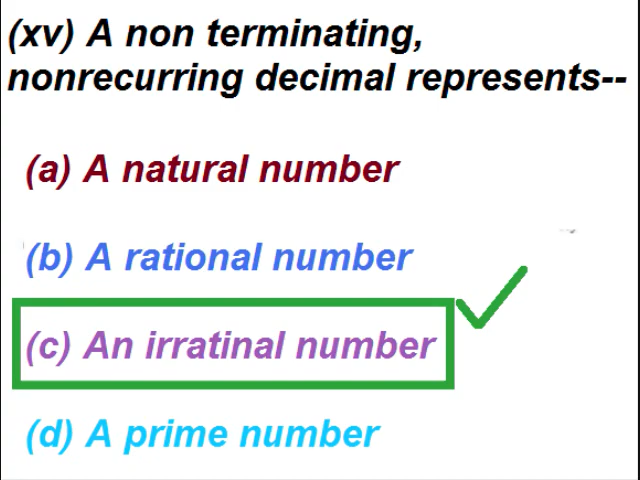 (xv) A non terminating,
nonrecurring decimal represents--
(a) A natural number
(b) A rational number
(c) An irratinal number
(d) A prime number